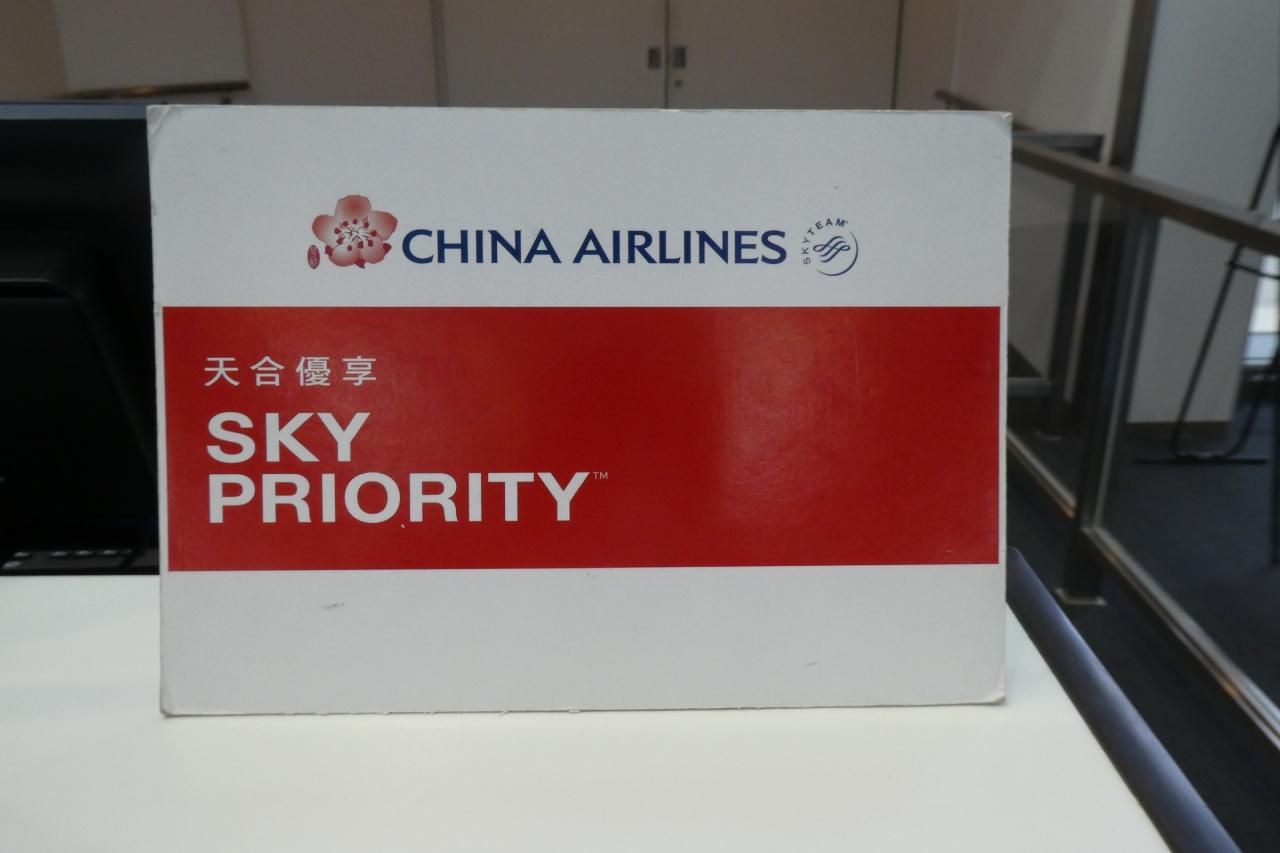 CHINA AIRLINES
SKYTEAM
天合優享
SKY
PRIORITY™